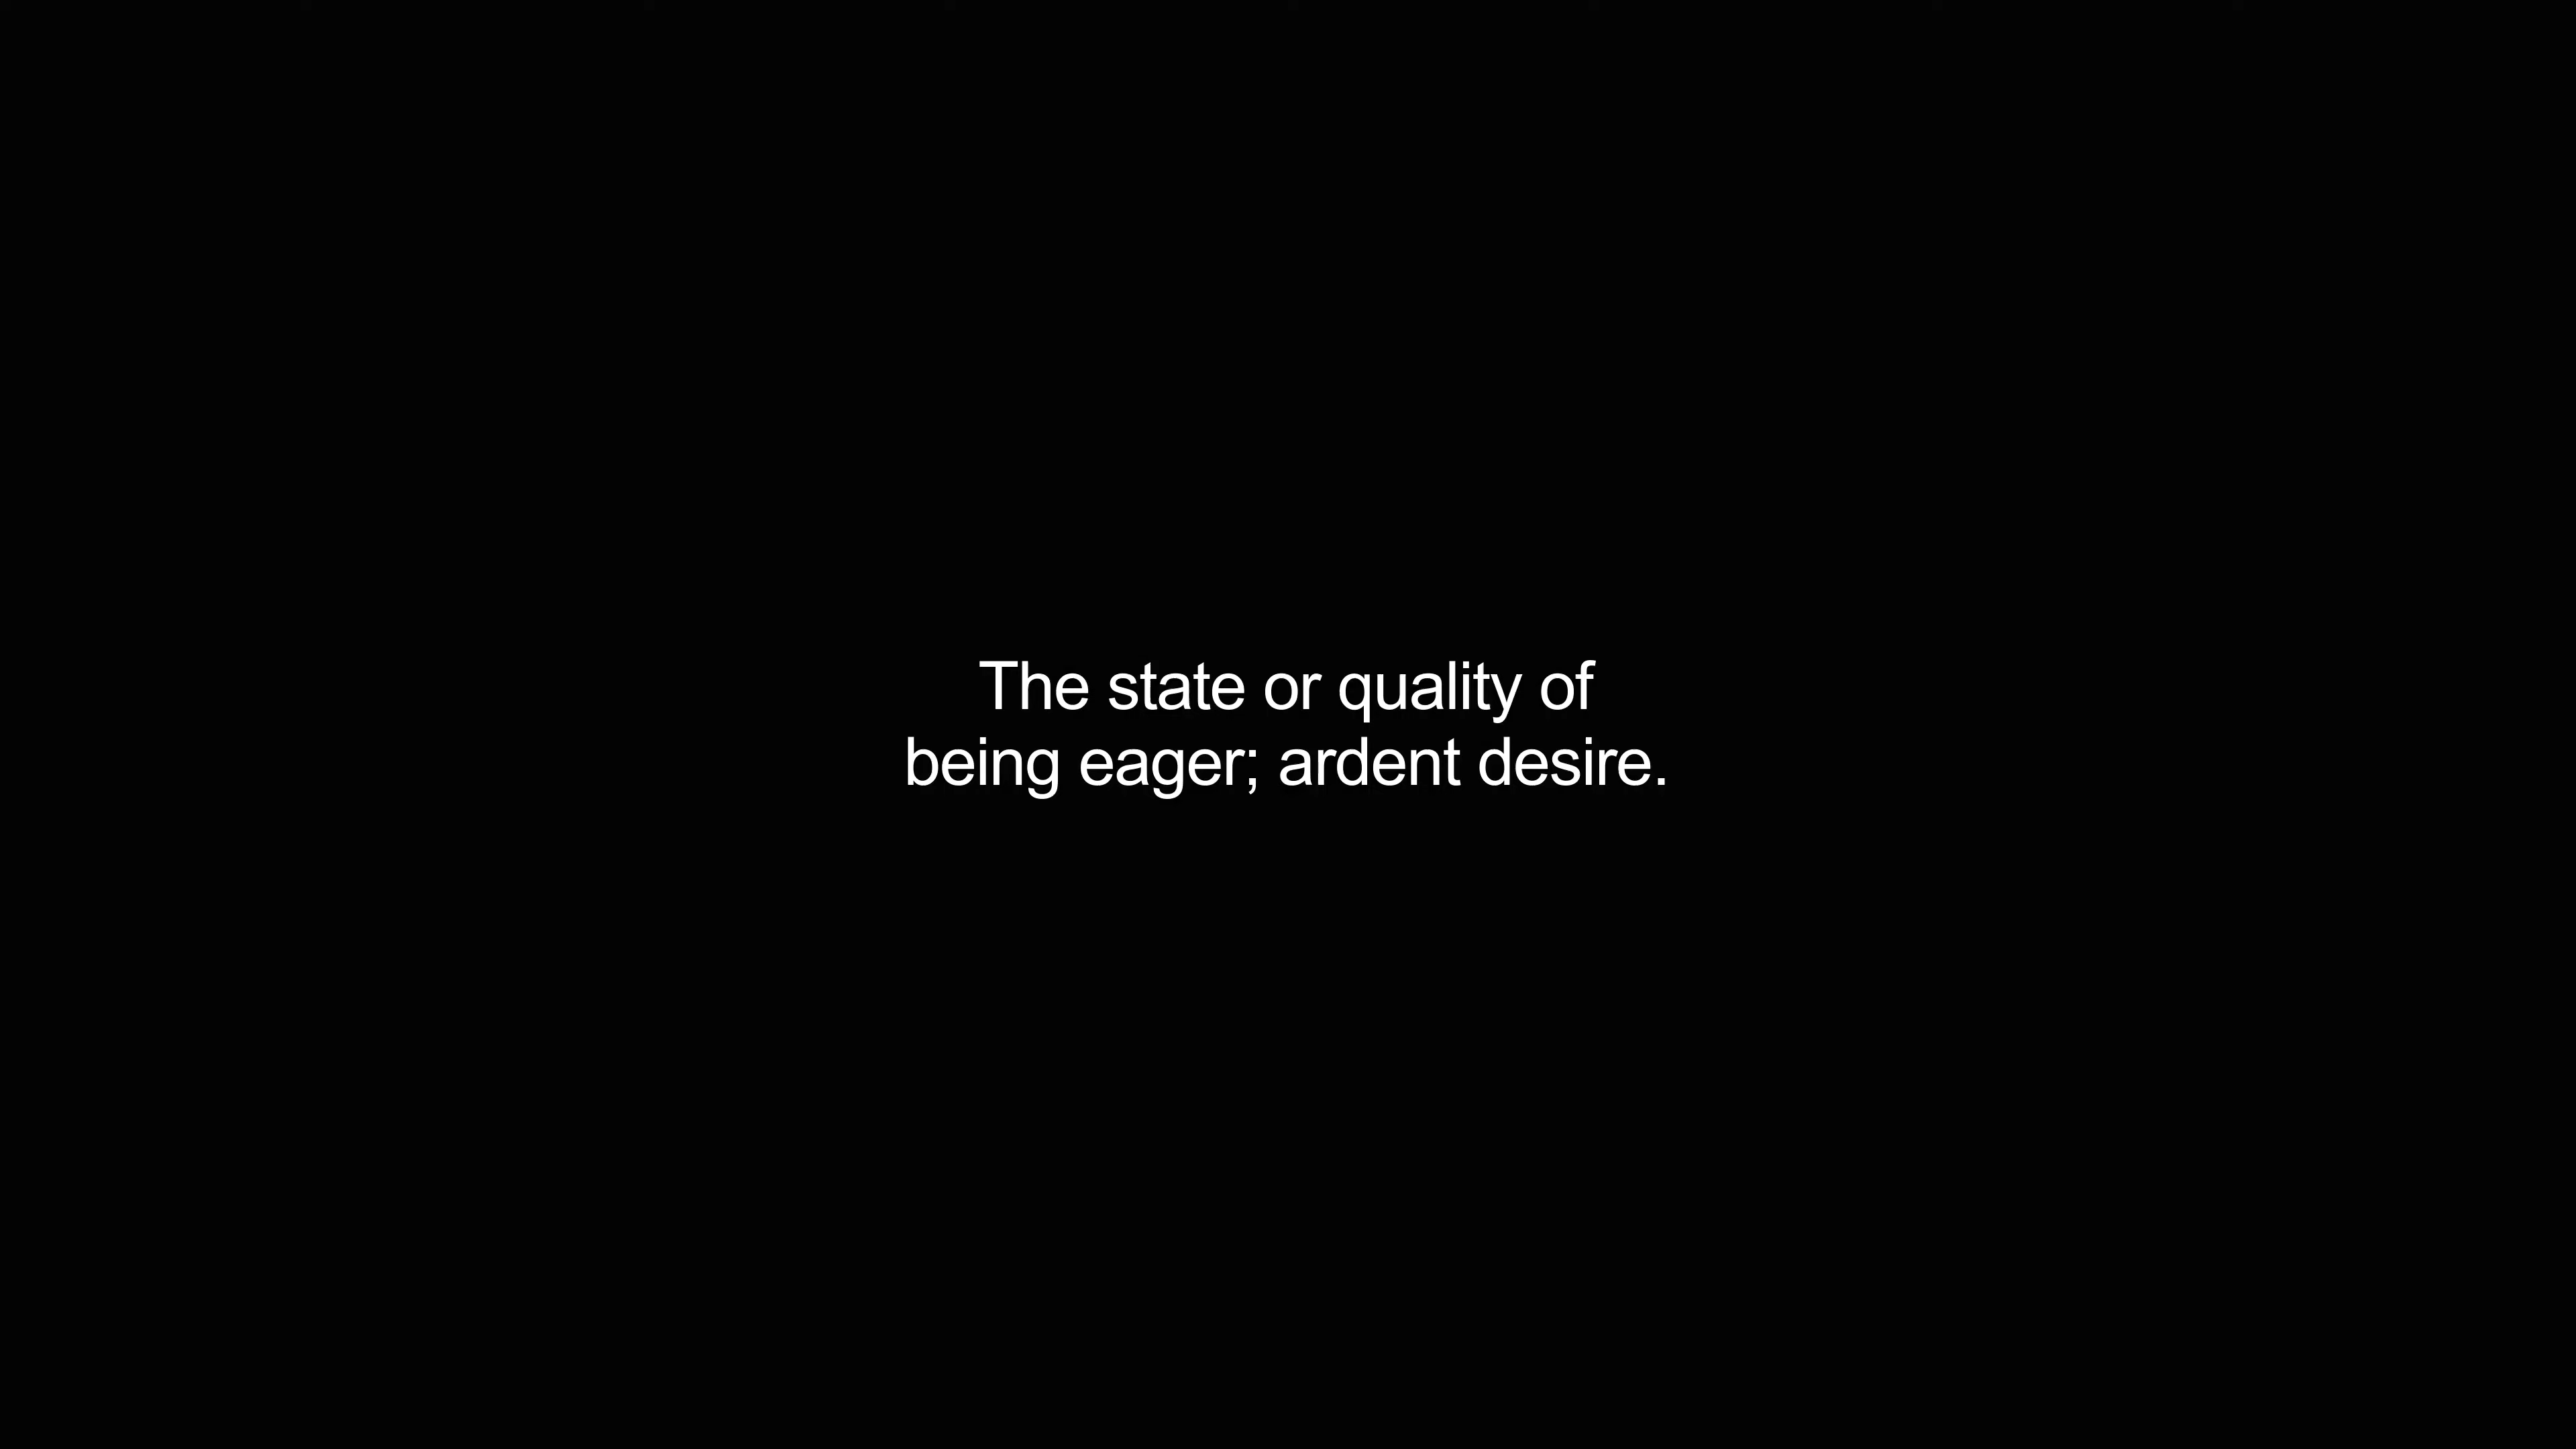 The state or quality of
being eager; ardent desire.